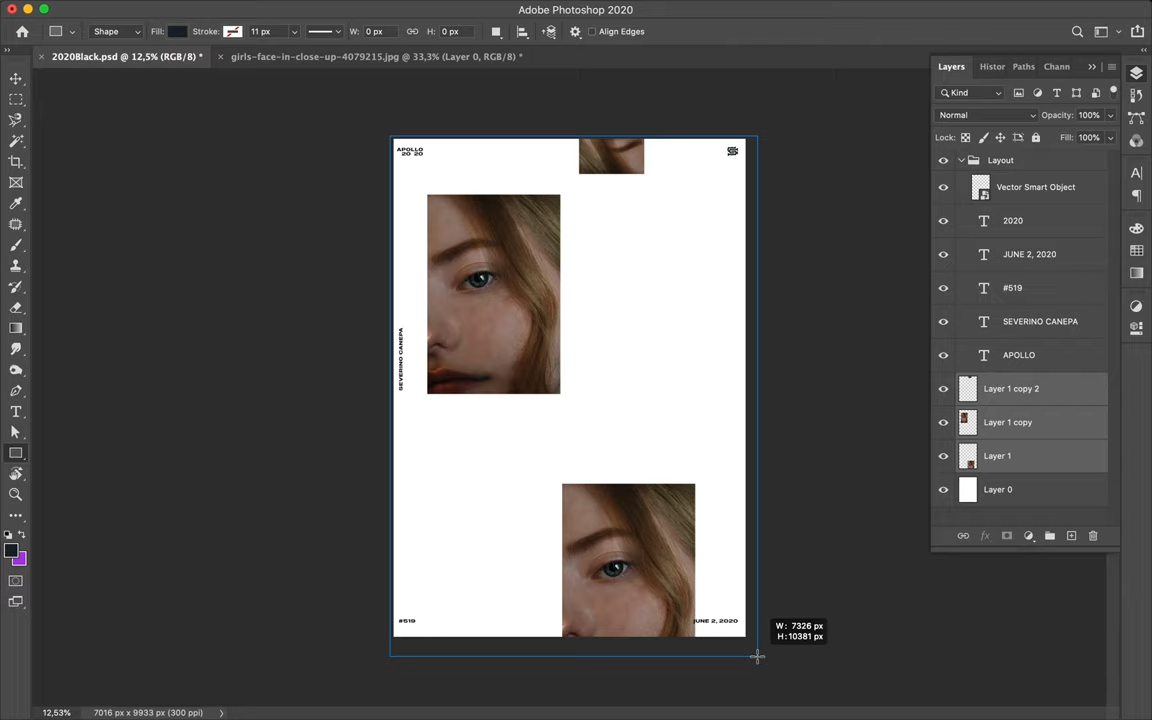 Adobe Photoshop 2020
Shape Fill: Stroke: 11 px W: 0 px H: 0 px Align Edges
× 2020Black.psd @ 12,5% (RGB/8) * × girls-face-in-close-up-4079215.jpg @ 33,3% (Layer 0, RGB/8) *
Layers Histor Paths Chann
Kind
Normal Opacity: 100%
Lock: Fill: 100%
Layout
Vector Smart Object
2020
JUNE 2, 2020
#519
SEVERINO CANEPA
APOLLO
Layer 1 copy 2
Layer 1 copy
Layer 1
Layer 0
APOLLO
20 20
SEVERINO CANEPA
#519
JUNE 2, 2020
W: 7326 px
H: 10381 px
12,53% 7016 px x 9933 px (300 ppi)